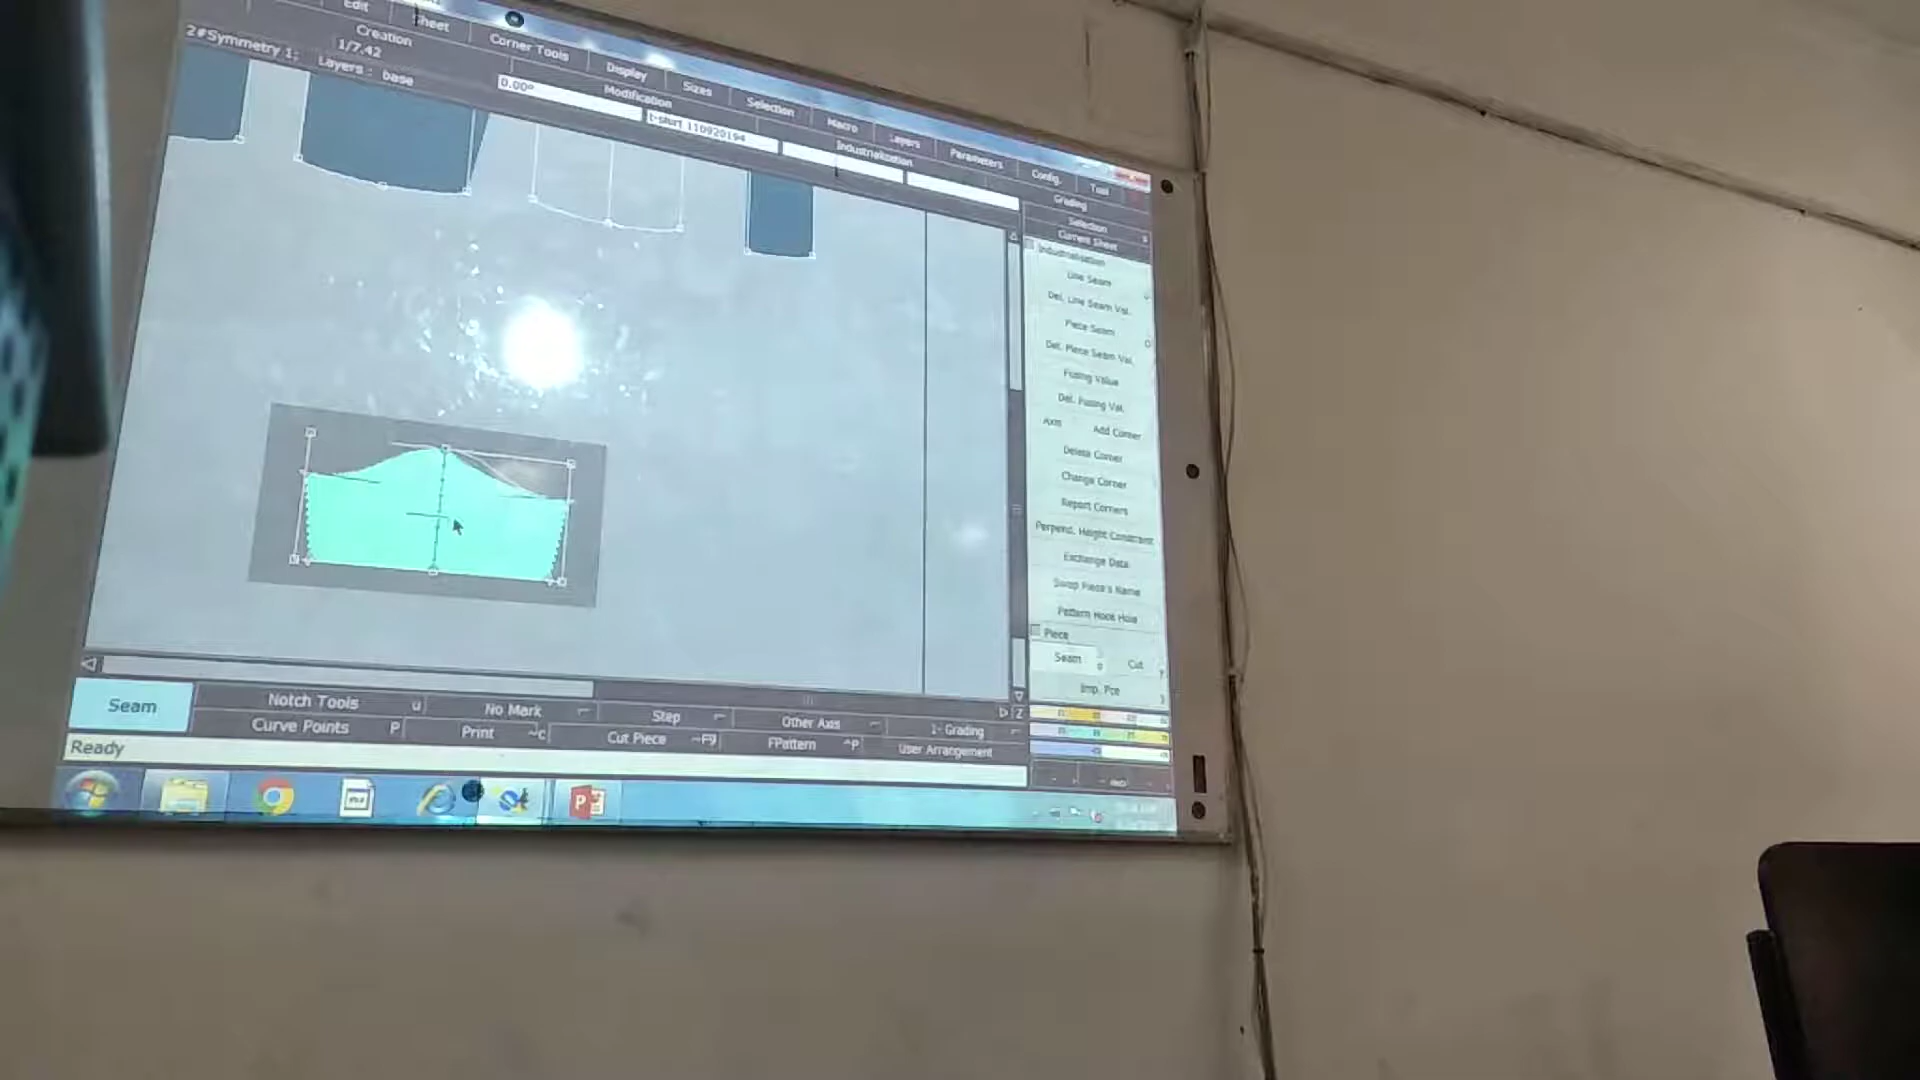 Edit
Sheet
Corner Tools
Display
Sizes
Selection
Macro
Layers
Parameters
Config.
Tool
Creation
Modification
Industrialization
Grading
1/7.42
2#Symmetry 1;
Layers : base
0.00º
t-shirt 110920194
Selection
Current Sheet
Industrialisation
Line Seam
Del. Line Seam Val.
Piece Seam
Del. Piece Seam Val.
Fusing Value
Del. Fusing Val.
Axis
Add Corner
Delete Corner
Change Corner
Report Corners
Perpend. Height Constraint
Exchange Data
Swap Piece's Name
Pattern Hook Hole
Piece
Seam
Cut
Imp. Pce
Seam
Notch Tools u
No Mark
Step
Other Axis
1- Grading
Curve Points P
Print ~c
Cut Piece ~F9
FPattern ^P
User Arrangement
Ready